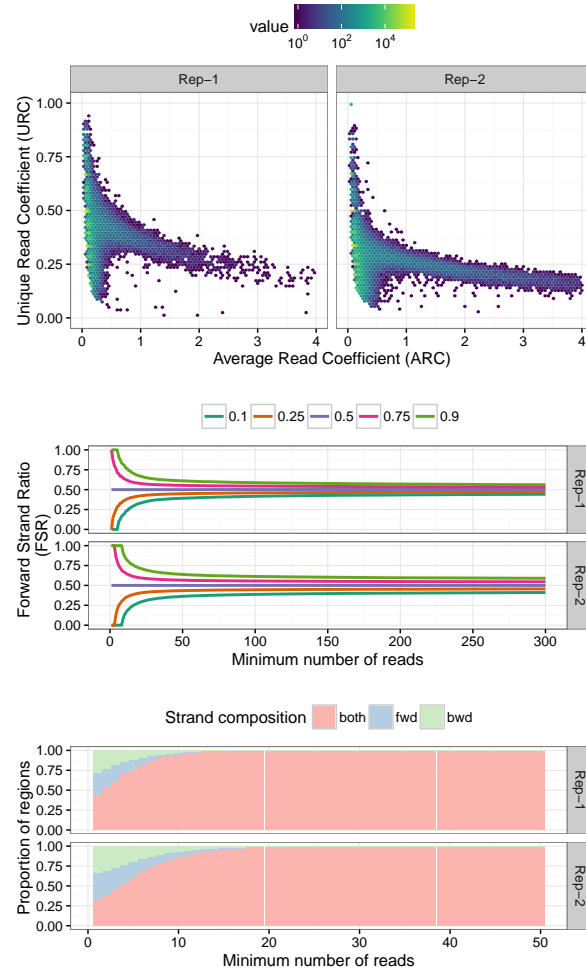 value
10^0 10^2 10^4
Rep−1 Rep−2
1.00
0.75
0.50
0.25
0.00
Unique Read Coefficient (URC)
0 1 2 3 4 0 1 2 3 4
Average Read Coefficient (ARC)
0.1 0.25 0.5 0.75 0.9
1.00
0.75
0.50
0.25
0.00
Rep−1
1.00
0.75
0.50
0.25
0.00
Rep−2
Forward Strand Ratio
(FSR)
0 50 100 150 200 250 300
Minimum number of reads
Strand composition both fwd bwd
1.00
0.75
0.50
0.25
0.00
Rep−1
1.00
0.75
0.50
0.25
0.00
Rep−2
Proportion of regions
0 10 20 30 40 50
Minimum number of reads